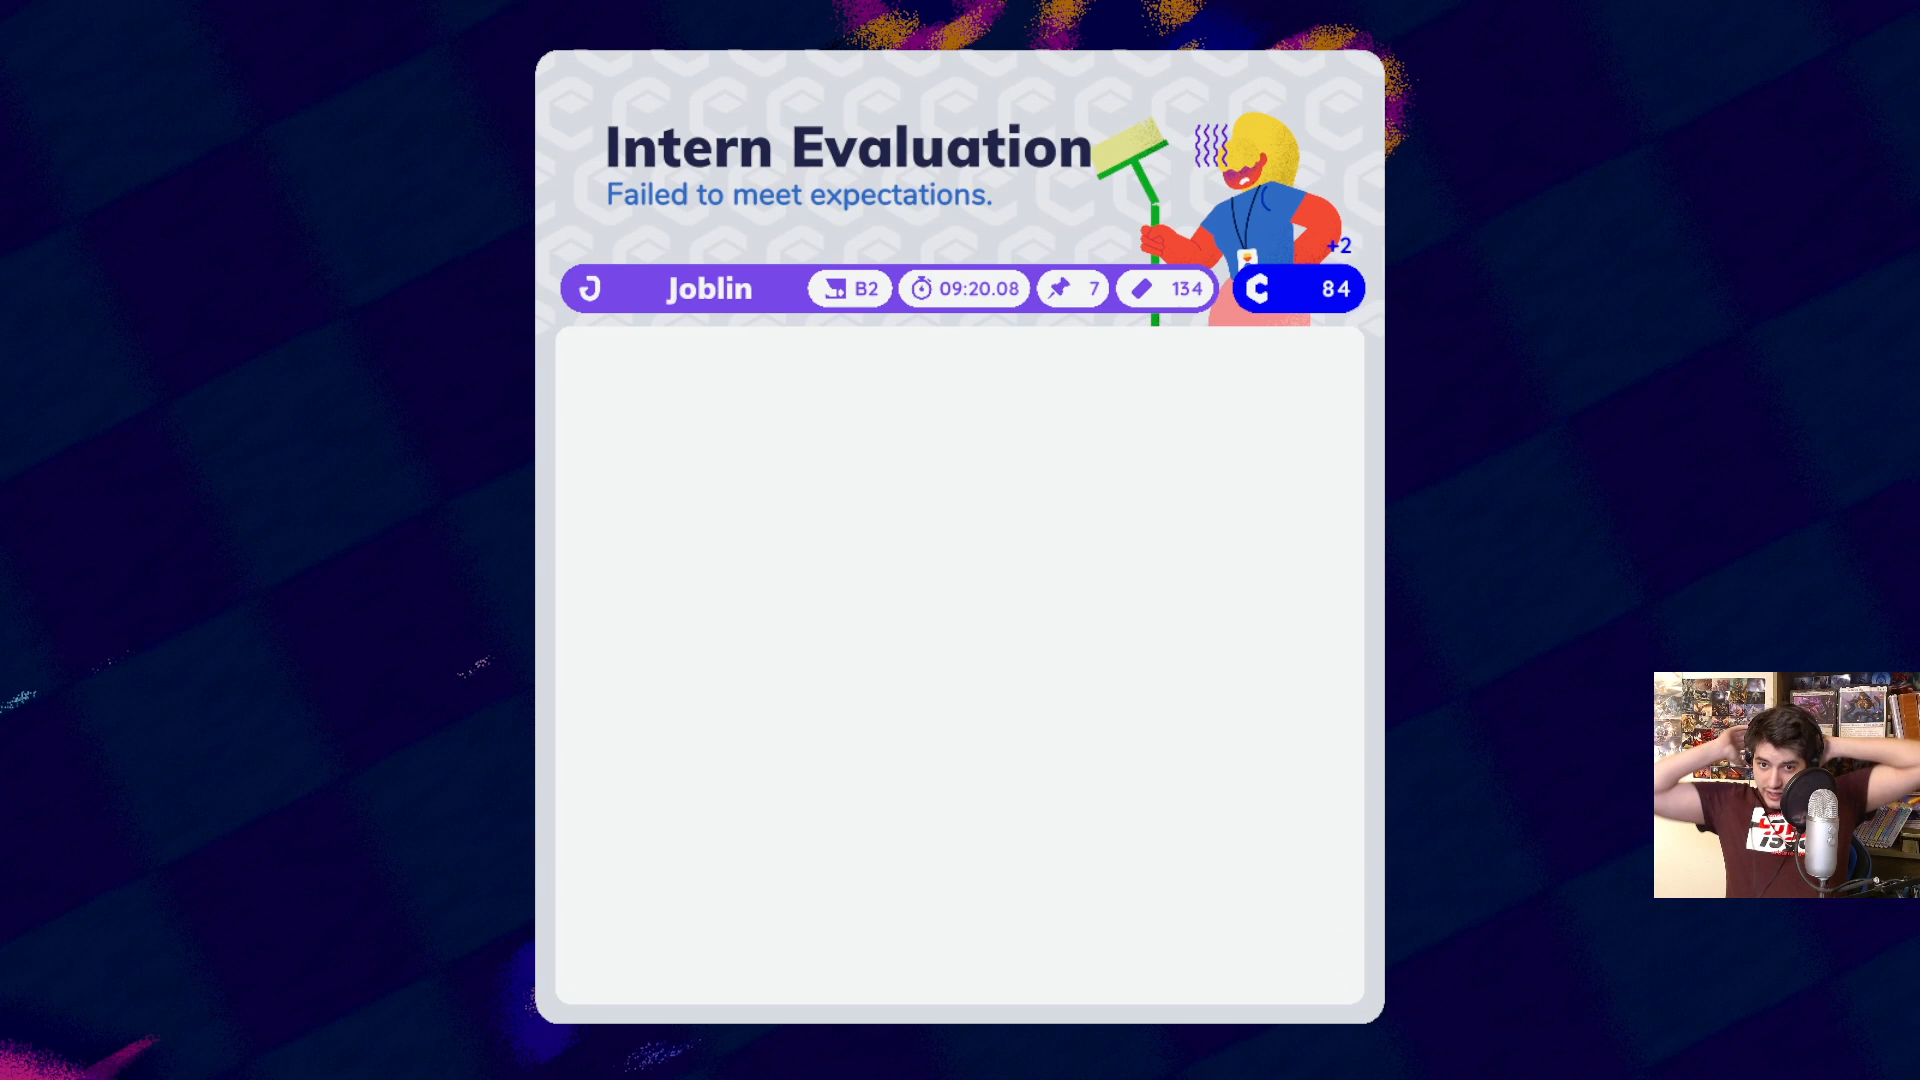 Intern Evaluation
Failed to meet expectations.
+2
Joblin B2 09:20.08 7 134 C 84